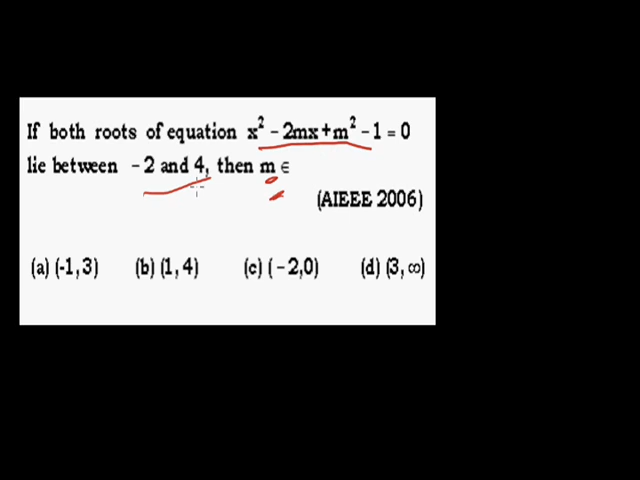 If both roots of equation x² - 2mx + m² - 1 = 0
lie between - 2 and 4, then m ∈
(AIEEE 2006)
(a) (-1, 3) (b) (1, 4) (c) ( - 2,0) (d) (3, ∞)